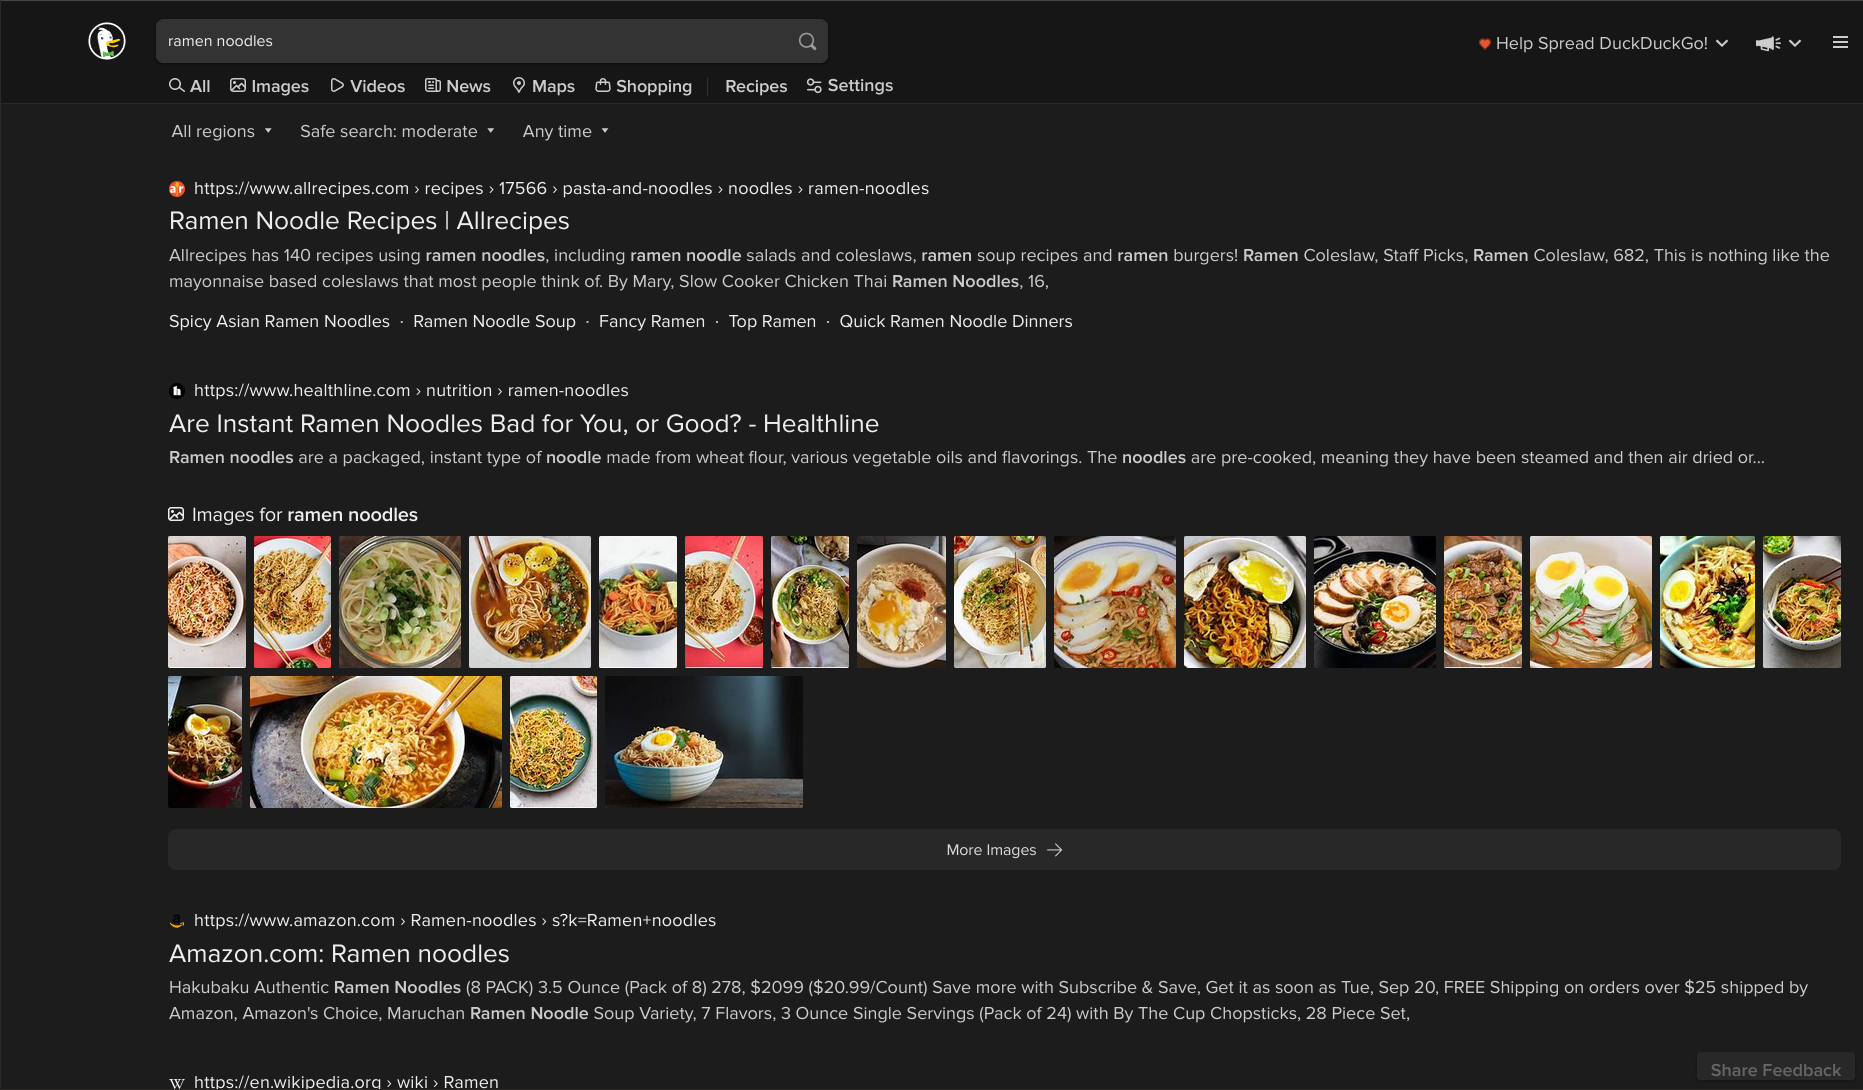 ramen noodles
Help Spread DuckDuckGo!
All Images Videos News Maps Shopping Recipes Settings
All regions Safe search: moderate Any time
https://www.allrecipes.com › recipes › 17566 › pasta-and-noodles › noodles › ramen-noodles
Ramen Noodle Recipes | Allrecipes
Allrecipes has 140 recipes using ramen noodles, including ramen noodle salads and coleslaws, ramen soup recipes and ramen burgers! Ramen Coleslaw, Staff Picks, Ramen Coleslaw, 682, This is nothing like the
mayonnaise based coleslaws that most people think of. By Mary, Slow Cooker Chicken Thai Ramen Noodles, 16,
Spicy Asian Ramen Noodles · Ramen Noodle Soup · Fancy Ramen · Top Ramen · Quick Ramen Noodle Dinners
https://www.healthline.com › nutrition › ramen-noodles
Are Instant Ramen Noodles Bad for You, or Good? - Healthline
Ramen noodles are a packaged, instant type of noodle made from wheat flour, various vegetable oils and flavorings. The noodles are pre-cooked, meaning they have been steamed and then air dried or...
Images for ramen noodles
More Images →
https://www.amazon.com › Ramen-noodles › s?k=Ramen+noodles
Amazon.com: Ramen noodles
Hakubaku Authentic Ramen Noodles (8 PACK) 3.5 Ounce (Pack of 8) 278, $2099 ($20.99/Count) Save more with Subscribe & Save, Get it as soon as Tue, Sep 20, FREE Shipping on orders over $25 shipped by
Amazon, Amazon's Choice, Maruchan Ramen Noodle Soup Variety, 7 Flavors, 3 Ounce Single Servings (Pack of 24) with By The Cup Chopsticks, 28 Piece Set,
Share Feedback
W https://en.wikipedia.org › wiki › Ramen